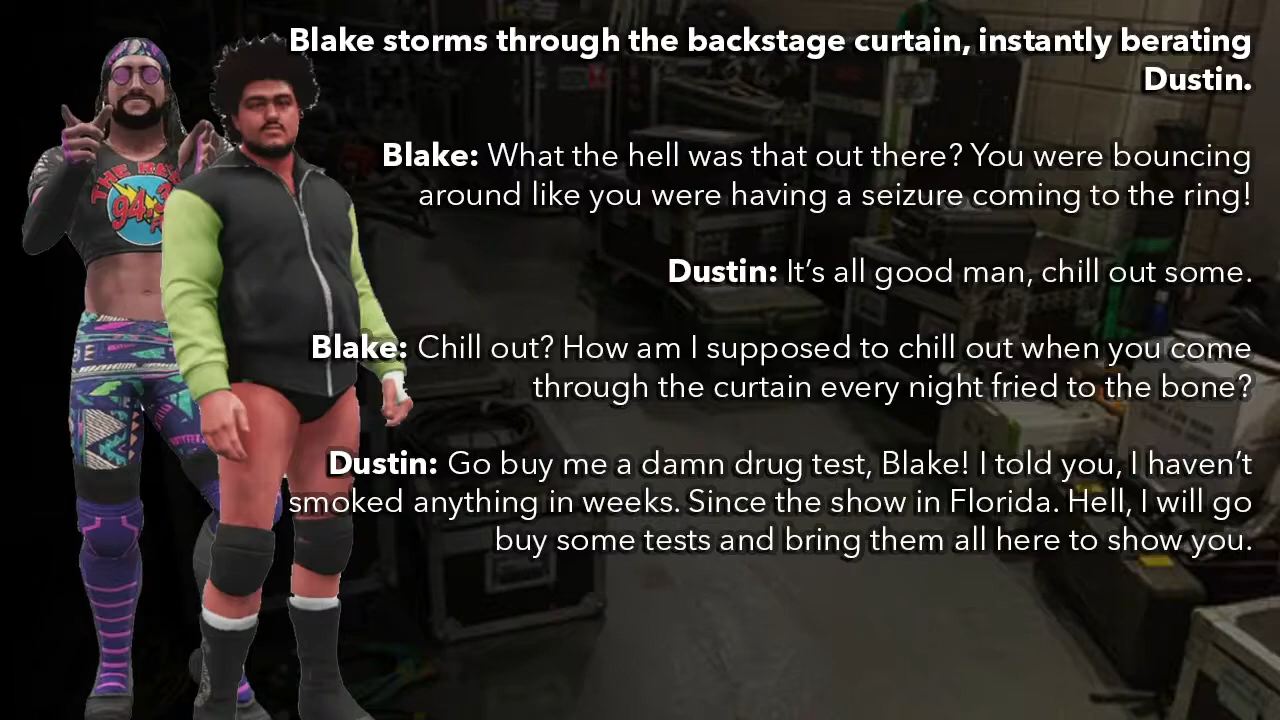 Blake storms through the backstage curtain, instantly berating
Dustin.
Blake: What the hell was that out there? You were bouncing
around like you were having a seizure coming to the ring!
Dustin: It’s all good man, chill out some.
Blake: Chill out? How am I supposed to chill out when you come
through the curtain every night fried to the bone?
Dustin: Go buy me a damn drug test, Blake! I told you, I haven’t
smoked anything in weeks. Since the show in Florida. Hell, I will go
buy some tests and bring them all here to show you.
THE
94.